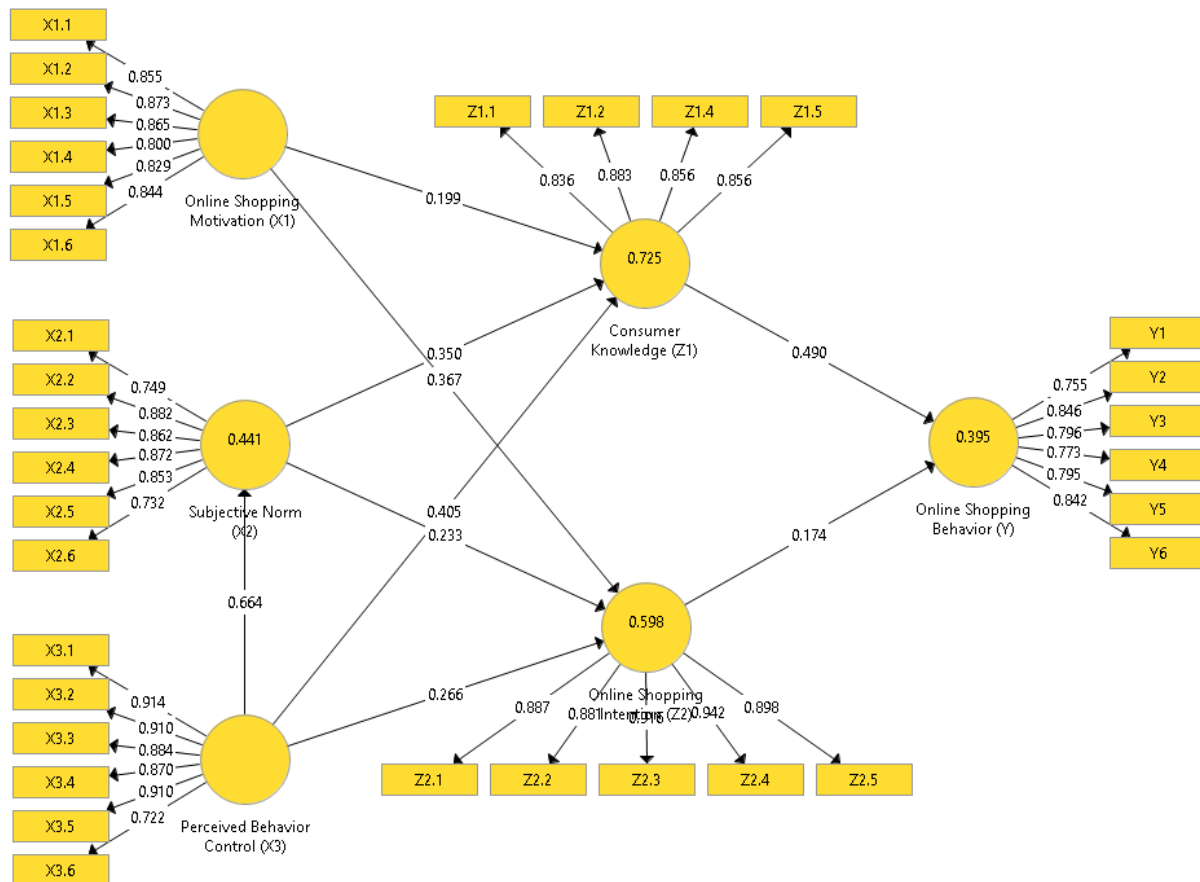 X1.1
X1.2
X1.3
X1.4
X1.5
X1.6
0.855
0.873
0.865
0.800
0.829
0.844
Online Shopping
Motivation (X1)
Z1.1
Z1.2
Z1.4
Z1.5
0.836
0.883
0.856
0.856
0.199
0.725
Consumer
Knowledge (Z1)
X2.1
X2.2
X2.3
X2.4
X2.5
X2.6
0.749
0.882
0.862
0.872
0.853
0.732
0.441
Subjective Norm
(X2)
0.350
0.367
0.490
0.405
0.233
0.174
0.395
Online Shopping
Behavior (Y)
Y1
Y2
Y3
Y4
Y5
Y6
0.755
0.846
0.796
0.773
0.795
0.842
0.664
X3.1
X3.2
X3.3
X3.4
X3.5
X3.6
0.914
0.910
0.884
0.870
0.910
0.722
Perceived Behavior
Control (X3)
0.266
0.598
Online Shopping
Intention (Z2)
0.887
0.881
0.942
0.898
Z2.1
Z2.2
Z2.3
Z2.4
Z2.5